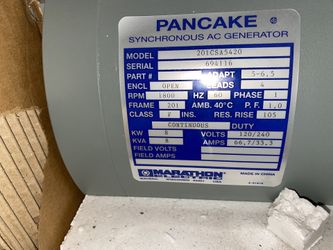 PANCAKE
SYNCHRONOUS AC GENERATOR
MODEL 201CSA5420
SERIAL 694116
PART # ADAPT 5-6.5
ENCL OPEN LEADS 4
RPM 1800 HZ 60 PHASE 1
FRAME 201 AMB. 40°C P.F. 1.0
CLASS F INS. RES. RISE 105
CONTINUOUS DUTY
KW 8 VOLTS 120/240
KVA 8 AMPS 66.7/33.3
FIELD VOLTS
FIELD AMPS
MARATHON
ELECTRIC
MADE IN CHINA